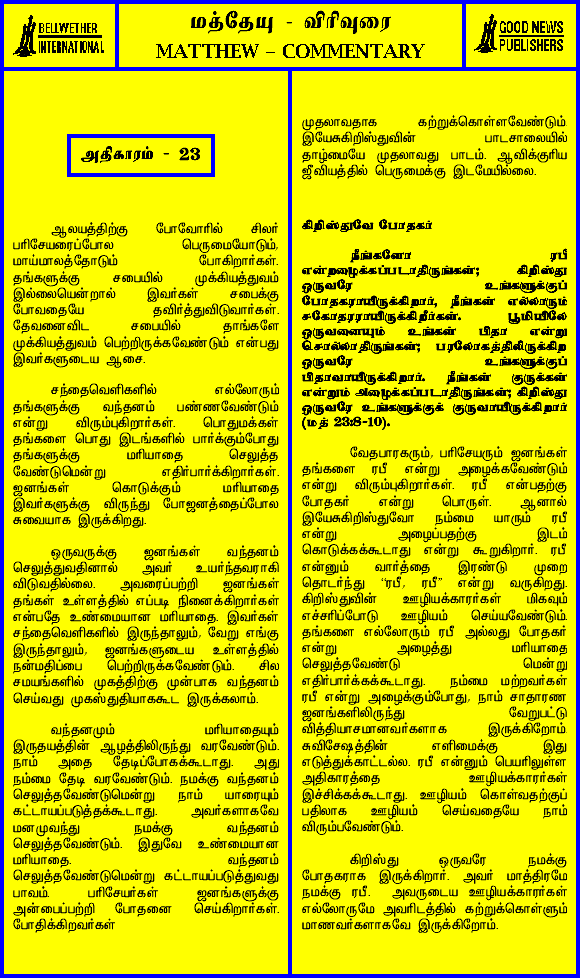 BELLWETHER
INTERNATIONAL
மத்தேயு - விரிவுரை
MATTHEW – COMMENTARY
GOOD NEWS
PUBLISHERS
அதிகாரம் - 23
ஆலயத்திற்கு போவோரில் சிலர்
பரிசேயரைப்போல பெருமையோடும்,
மாய்மாலத்தோடும் போகிறார்கள்.
தங்களுக்கு சபையில் முக்கியத்துவம்
இல்லையென்றால் இவர்கள் சபைக்கு
போவதையே தவிர்த்துவிடுவார்கள்.
தேவனைவிட சபையில் தாங்களே
முக்கியத்துவம் பெற்றிருக்கவேண்டும் என்பது
இவர்களுடைய ஆசை.
சந்தைவெளிகளில் எல்லோரும்
தங்களுக்கு வந்தனம் பண்ணவேண்டும்
என்று விரும்புகிறார்கள். பொதுமக்கள்
தங்களை பொது இடங்களில் பார்க்கும்போது
தங்களுக்கு மரியாதை செலுத்த
வேண்டுமென்று எதிர்பார்க்கிறார்கள்.
ஜனங்கள் கொடுக்கும் மரியாதை
இவர்களுக்கு விருந்து போஜனத்தைப்போல
சுவையாக இருக்கிறது.
ஒருவருக்கு ஜனங்கள் வந்தனம்
செலுத்துவதினால் அவர் உயர்ந்தவராகி
விடுவதில்லை. அவரைப்பற்றி ஜனங்கள்
தங்கள் உள்ளத்தில் எப்படி நினைக்கிறார்கள்
என்பதே உண்மையான மரியாதை. இவர்கள்
சந்தைவெளிகளில் இருந்தாலும், வேறு எங்கு
இருந்தாலும், ஜனங்களுடைய உள்ளத்தில்
நன்மதிப்பை பெற்றிருக்கவேண்டும். சில
சமயங்களில் முகத்திற்கு முன்பாக வந்தனம்
செய்வது முகஸ்துதியாககூட இருக்கலாம்.
வந்தனமும் மரியாதையும்
இருதயத்தின் ஆழத்திலிருந்து வரவேண்டும்.
நாம் அதை தேடிப்போகக்கூடாது. அது
நம்மை தேடி வரவேண்டும். நமக்கு வந்தனம்
செலுத்தவேண்டுமென்று நாம் யாரையும்
கட்டாயப்படுத்தக்கூடாது. அவர்களாகவே
மனமுவந்து நமக்கு வந்தனம்
செலுத்தவேண்டும். இதுவே உண்மையான
மரியாதை. வந்தனம்
செலுத்தவேண்டுமென்று கட்டாயப்படுத்துவது
பாவம். பரிசேயர்கள் ஜனங்களுக்கு
அன்பைப்பற்றி போதனை செய்கிறார்கள்.
போதிக்கிறவர்கள்
முதலாவதாக கற்றுக்கொள்ளவேண்டும்.
இயேசுகிறிஸ்துவின் பாடசாலையில்
தாழ்மையே முதலாவது பாடம். ஆவிக்குரிய
ஜீவியத்தில் பெருமைக்கு இடமேயில்லை.
கிறிஸ்துவே போதகர்
நீங்களோ ரபீ
என்றழைக்கப்படாதிருங்கள்; கிறிஸ்து
ஒருவரே உங்களுக்குப்
போதகராயிருக்கிறார், நீங்கள் எல்லாரும்
சகோதரராயிருக்கிறீர்கள். பூமியிலே
ஒருவனையும் உங்கள் பிதா என்று
சொல்லாதிருங்கள்; பரலோகத்திலிருக்கிற
ஒருவரே உங்களுக்குப்
பிதாவாயிருக்கிறார். நீங்கள் குருக்கள்
என்றும் அழைக்கப்படாதிருங்கள்; கிறிஸ்து
ஒருவரே உங்களுக்குக் குருவாயிருக்கிறார்
(மத் 23:8-10).
வேதபாரகரும், பரிசேயரும் ஜனங்கள்
தங்களை ரபீ என்று அழைக்கவேண்டும்
என்று விரும்புகிறார்கள். ரபீ என்பதற்கு
போதகர் என்று பொருள். ஆனால்
இயேசுகிறிஸ்துவோ நம்மை யாரும் ரபீ
என்று அழைப்பதற்கு இடம்
கொடுக்கக்கூடாது என்று கூறுகிறார். ரபீ
என்னும் வார்த்தை இரண்டு முறை
தொடர்ந்து “ரபீ, ரபீ” என்று வருகிறது.
கிறிஸ்துவின் ஊழியக்காரர்கள் மிகவும்
எச்சரிப்போடு ஊழியம் செய்யவேண்டும்.
தங்களை எல்லோரும் ரபீ அல்லது போதகர்
என்று அழைத்து மரியாதை
செலுத்தவேண்டு மென்று
எதிர்பார்க்கக்கூடாது. நம்மை மற்றவர்கள்
ரபீ என்று அழைக்கும்போது, நாம் சாதாரண
ஜனங்களிலிருந்து வேறுபட்டு
வித்தியாசமானவர்களாக இருக்கிறோம்.
சுவிசேஷத்தின் எளிமைக்கு இது
எடுத்துக்காட்டல்ல. ரபீ என்னும் பெயரிலுள்ள
அதிகாரத்தை ஊழியக்காரர்கள்
இச்சிக்கக்கூடாது. ஊழியம் கொள்வதற்குப்
பதிலாக ஊழியம் செய்வதையே நாம்
விரும்பவேண்டும்.
கிறிஸ்து ஒருவரே நமக்கு
போதகராக இருக்கிறார். அவர் மாத்திரமே
நமக்கு ரபீ. அவருடைய ஊழியக்காரர்கள்
எல்லோருமே அவரிடத்தில் கற்றுக்கொள்ளும்
மாணவர்களாகவே இருக்கிறோம்.